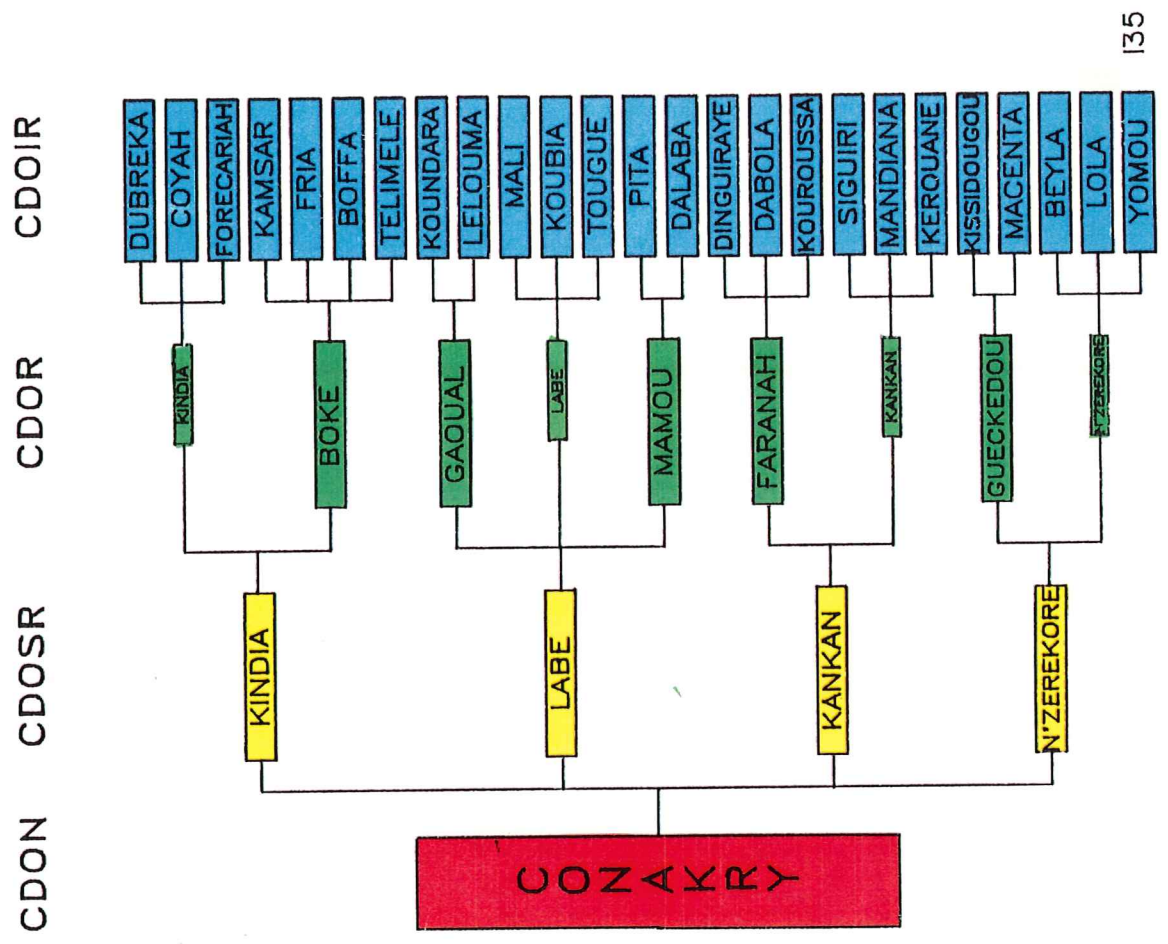 CDON
CDOSR
CDOR
CDOIR
CONAKRY
KINDIA
LABE
KANKAN
N'ZEREKORE
KINDIA
BOKE
GAOUAL
LABE
MAMOU
FARANAH
KANKAN
GUECKEDOU
N'ZEREKORE
DUBREKA
COYAH
FORECARIAH
KAMSAR
FRIA
BOFFA
TELIMELE
KOUNDARA
LELOUMA
MALI
KOUBIA
TOUGUE
PITA
DALABA
DINGUIRAYE
DABOLA
KOUROUSSA
SIGUIRI
MANDIANA
KEROUANE
KISSIDOUGOU
MACENTA
BEYLA
LOLA
YOMOU
135